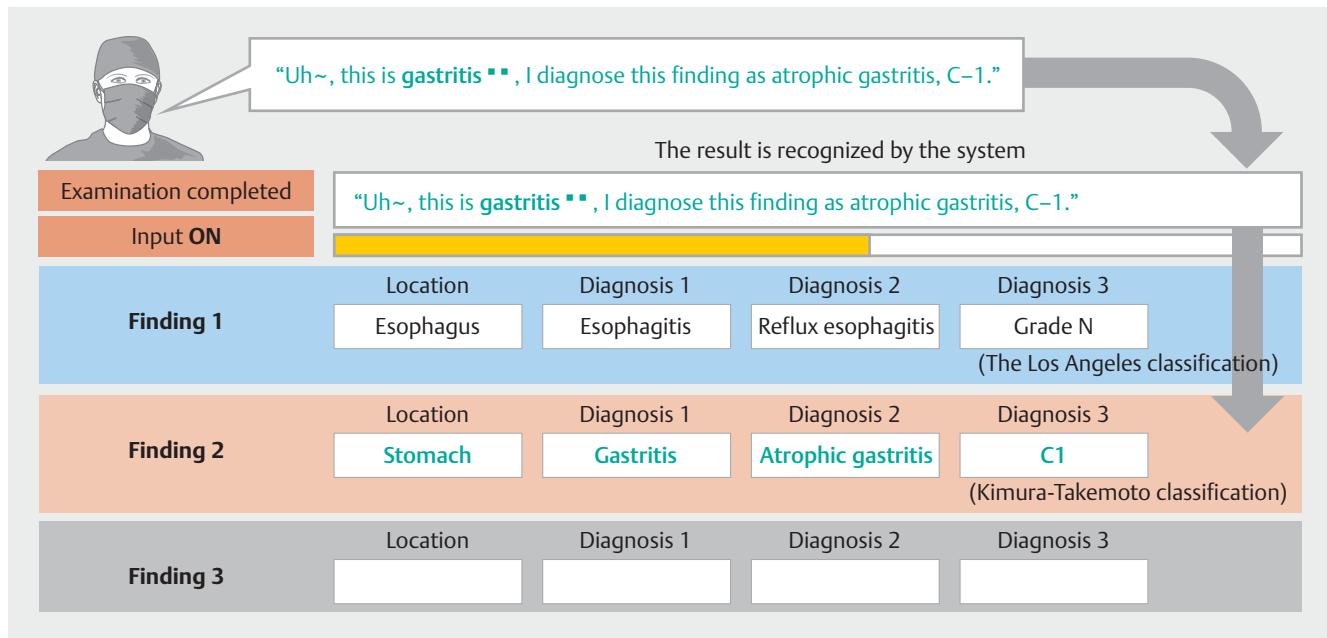 “Uh~, this is gastritis ▪▪, I diagnose this finding as atrophic gastritis, C–1.”
The result is recognized by the system
Examination completed
“Uh~, this is gastritis ▪▪, I diagnose this finding as atrophic gastritis, C–1.”
Input ON
Location Diagnosis 1 Diagnosis 2 Diagnosis 3
Finding 1 Esophagus Esophagitis Reflux esophagitis Grade N
(The Los Angeles classification)
Location Diagnosis 1 Diagnosis 2 Diagnosis 3
Finding 2 Stomach Gastritis Atrophic gastritis C1
(Kimura-Takemoto classification)
Location Diagnosis 1 Diagnosis 2 Diagnosis 3
Finding 3